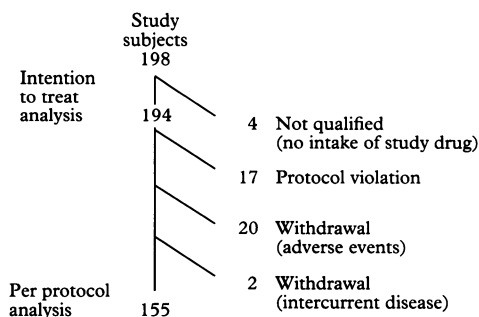 Study
subjects
198
Intention
to treat
analysis
194
4 Not qualified
(no intake of study drug)
17 Protocol violation
20 Withdrawal
(adverse events)
2 Withdrawal
(intercurrent disease)
Per protocol
analysis
155